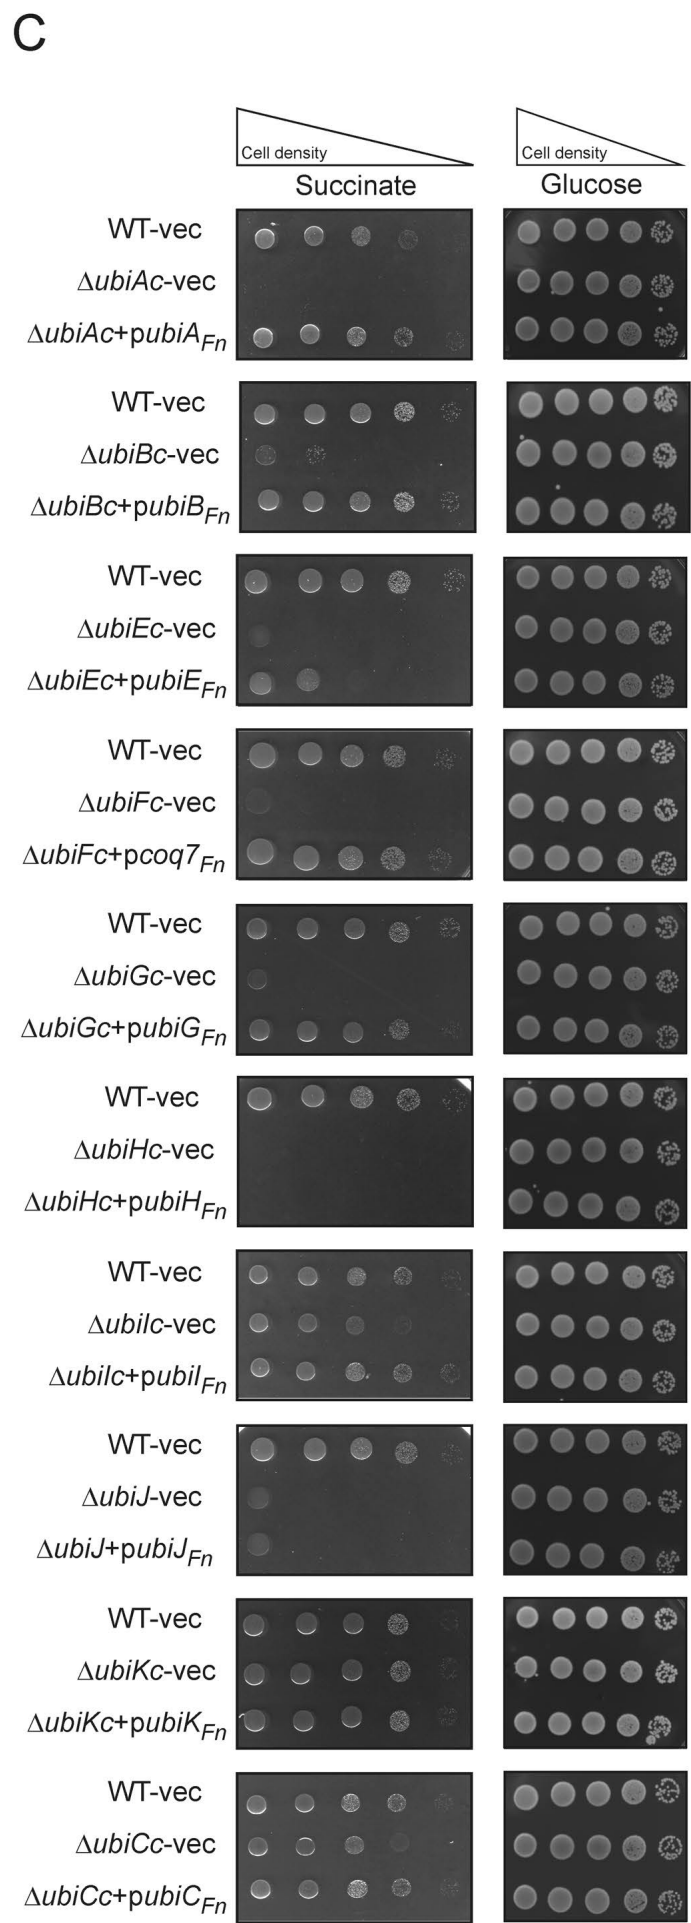 C
Cell density Cell density
Succinate Glucose
WT-vec
ΔubiAc-vec
ΔubiAc+pubiAFn
WT-vec
ΔubiBc-vec
ΔubiBc+pubiBFn
WT-vec
ΔubiEc-vec
ΔubiEc+pubiEFn
WT-vec
ΔubiFc-vec
ΔubiFc+pcoq7Fn
WT-vec
ΔubiGc-vec
ΔubiGc+pubiGFn
WT-vec
ΔubiHc-vec
ΔubiHc+pubiHFn
WT-vec
ΔubiIc-vec
ΔubiIc+pubiIFn
WT-vec
ΔubiJ-vec
ΔubiJ+pubiJFn
WT-vec
ΔubiKc-vec
ΔubiKc+pubiKFn
WT-vec
ΔubiCc-vec
ΔubiCc+pubiCFn